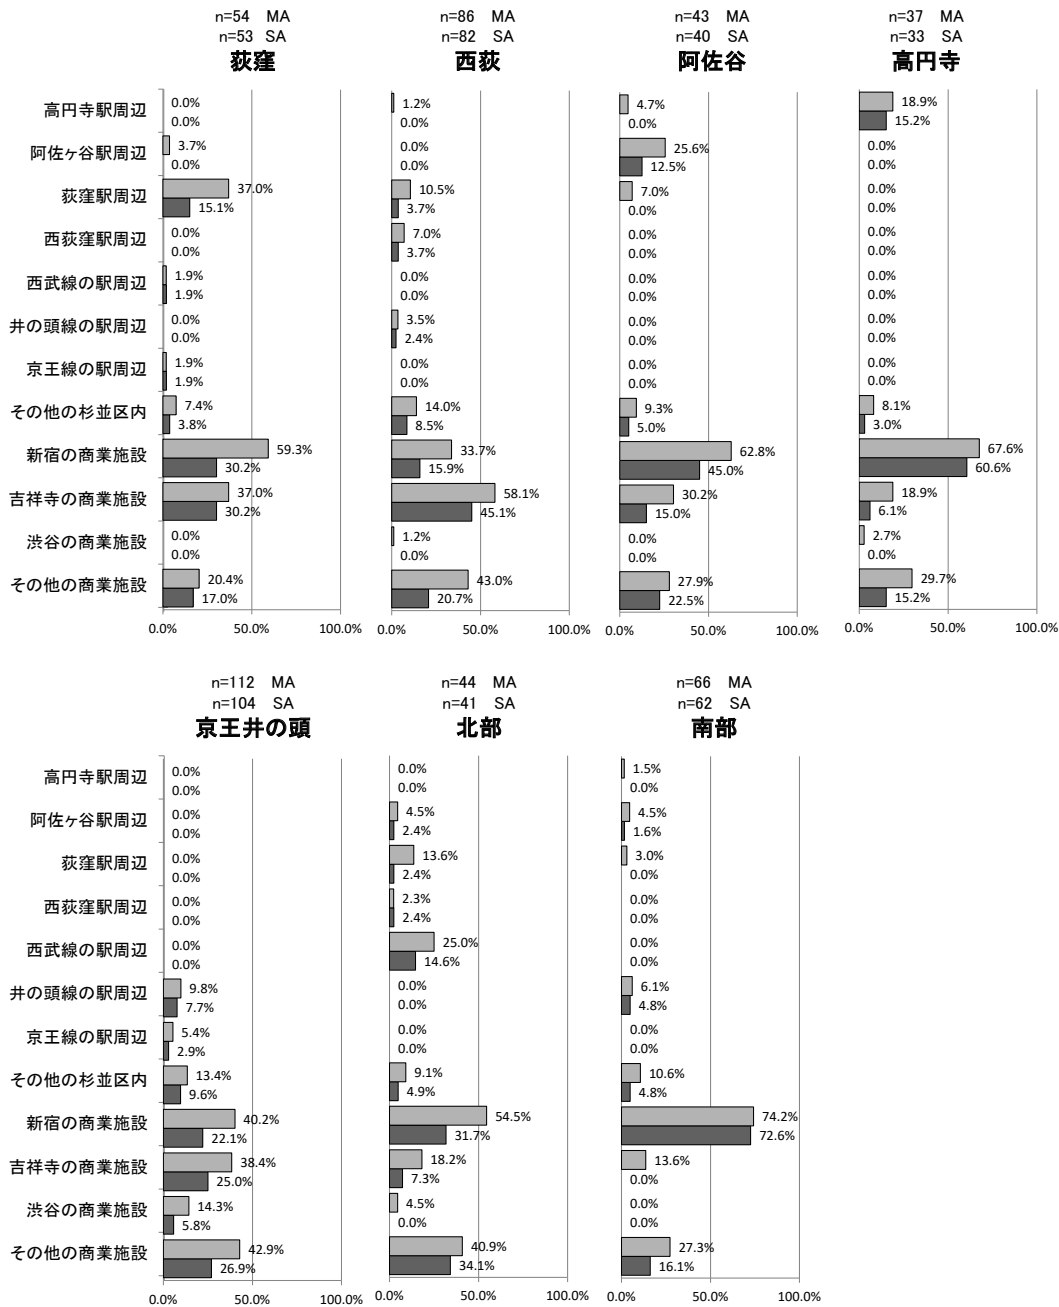 n=54 MA
n=53 SA
荻窪
n=86 MA
n=82 SA
西荻
n=43 MA
n=40 SA
阿佐谷
n=37 MA
n=33 SA
高円寺
高円寺駅周辺 0.0% 1.2% 4.7% 18.9%
0.0% 0.0% 0.0% 15.2%
阿佐ヶ谷駅周辺 3.7% 0.0% 25.6% 0.0%
0.0% 0.0% 12.5% 0.0%
荻窪駅周辺 37.0% 10.5% 7.0% 0.0%
15.1% 3.7% 0.0% 0.0%
西荻窪駅周辺 0.0% 7.0% 0.0% 0.0%
0.0% 3.7% 0.0% 0.0%
西武線の駅周辺 1.9% 0.0% 0.0% 0.0%
1.9% 0.0% 0.0% 0.0%
井の頭線の駅周辺 0.0% 3.5% 0.0% 0.0%
0.0% 2.4% 0.0% 0.0%
京王線の駅周辺 1.9% 0.0% 0.0% 0.0%
1.9% 0.0% 0.0% 0.0%
その他の杉並区内 7.4% 14.0% 9.3% 8.1%
3.8% 8.5% 5.0% 3.0%
新宿の商業施設 59.3% 33.7% 62.8% 67.6%
30.2% 15.9% 45.0% 60.6%
吉祥寺の商業施設 37.0% 58.1% 30.2% 18.9%
30.2% 45.1% 15.0% 6.1%
渋谷の商業施設 0.0% 1.2% 0.0% 2.7%
0.0% 0.0% 0.0% 0.0%
その他の商業施設 20.4% 43.0% 27.9% 29.7%
17.0% 20.7% 22.5% 15.2%
0.0% 50.0% 100.0% 0.0% 50.0% 100.0% 0.0% 50.0% 100.0% 0.0% 50.0% 100.0%
n=112 MA
n=104 SA
京王井の頭
n=44 MA
n=41 SA
北部
n=66 MA
n=62 SA
南部
高円寺駅周辺 0.0% 0.0% 1.5%
0.0% 0.0% 0.0%
阿佐ヶ谷駅周辺 0.0% 4.5% 4.5%
0.0% 2.4% 1.6%
荻窪駅周辺 0.0% 13.6% 3.0%
0.0% 2.4% 0.0%
西荻窪駅周辺 0.0% 2.3% 0.0%
0.0% 2.4% 0.0%
西武線の駅周辺 0.0% 25.0% 0.0%
0.0% 14.6% 0.0%
井の頭線の駅周辺 9.8% 0.0% 6.1%
7.7% 0.0% 4.8%
京王線の駅周辺 5.4% 0.0% 0.0%
2.9% 0.0% 0.0%
その他の杉並区内 13.4% 9.1% 10.6%
9.6% 4.9% 4.8%
新宿の商業施設 40.2% 54.5% 74.2%
22.1% 31.7% 72.6%
吉祥寺の商業施設 38.4% 18.2% 13.6%
25.0% 7.3% 0.0%
渋谷の商業施設 14.3% 4.5% 0.0%
5.8% 0.0% 0.0%
その他の商業施設 42.9% 40.9% 27.3%
26.9% 34.1% 16.1%
0.0% 50.0% 100.0% 0.0% 50.0% 100.0% 0.0% 50.0% 100.0%